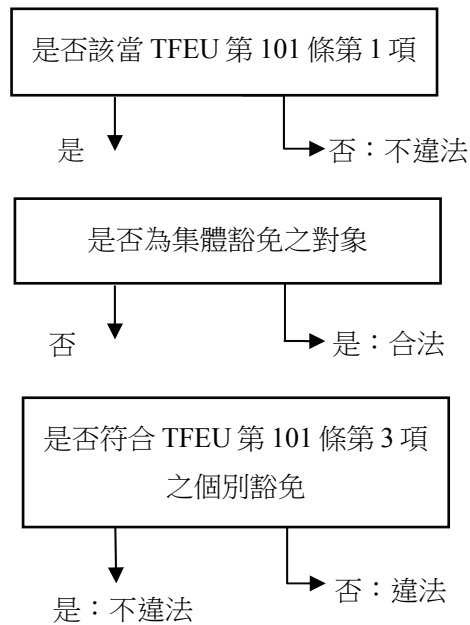 是否該當 TFEU 第 101 條第 1 項
是
否：不違法
是否為集體豁免之對象
否
是：合法
是否符合 TFEU 第 101 條第 3 項
之個別豁免
是：不違法
否：違法